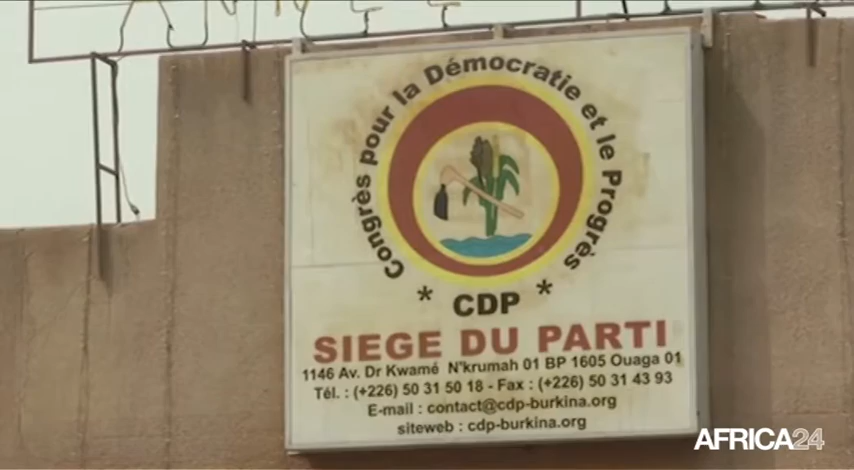 Congrès pour la Démocratie et le Progrès
* CDP *
SIEGE DU PARTI
1146 Av. Dr Kwamé N'krumah 01 BP 1605 Ouaga 01
Tél. : (+226) 50 31 50 18 - Fax : (+226) 50 31 43 93
E-mail : contact@cdp-burkina.org
siteweb : cdp-burkina.org
AFRICA24